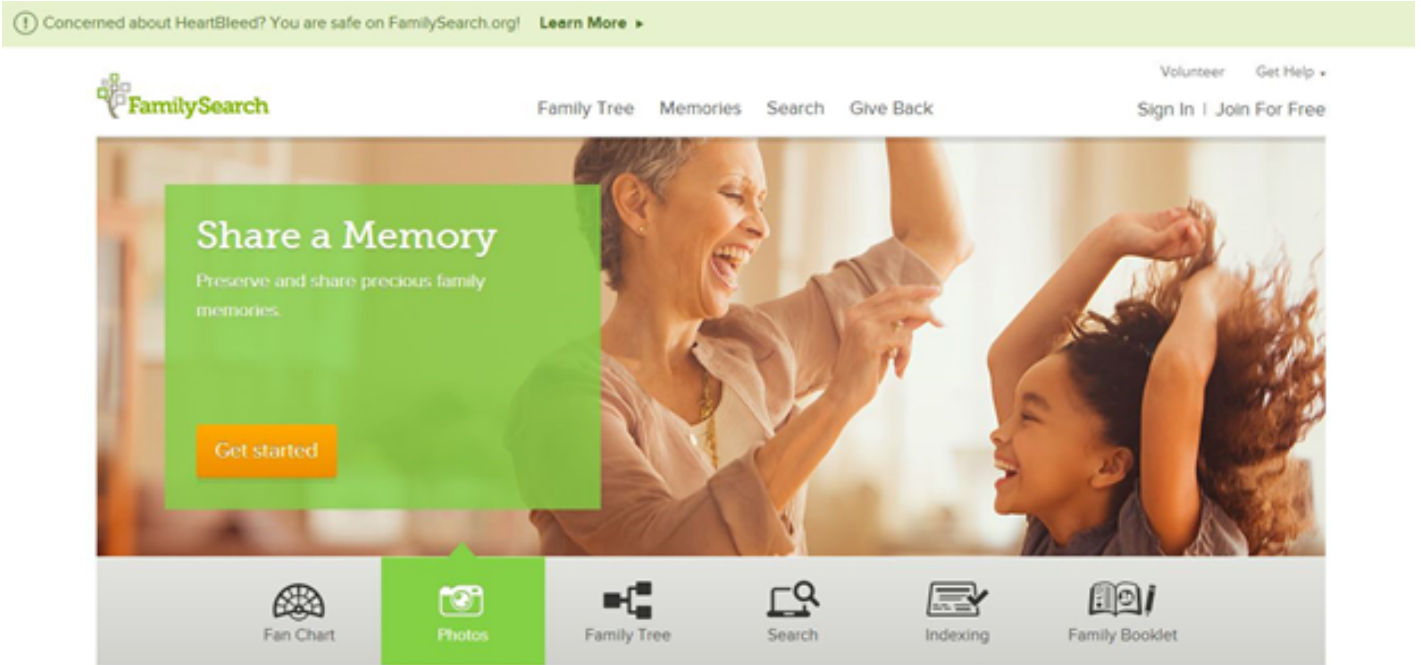 Concerned about HeartBleed? You are safe on FamilySearch.org! Learn More
Volunteer Get Help
FamilySearch
Family Tree Memories Search Give Back
Sign In | Join For Free
Share a Memory
Preserve and share precious family
memories.
Get started
Fan Chart Photos Family Tree Search Indexing Family Booklet